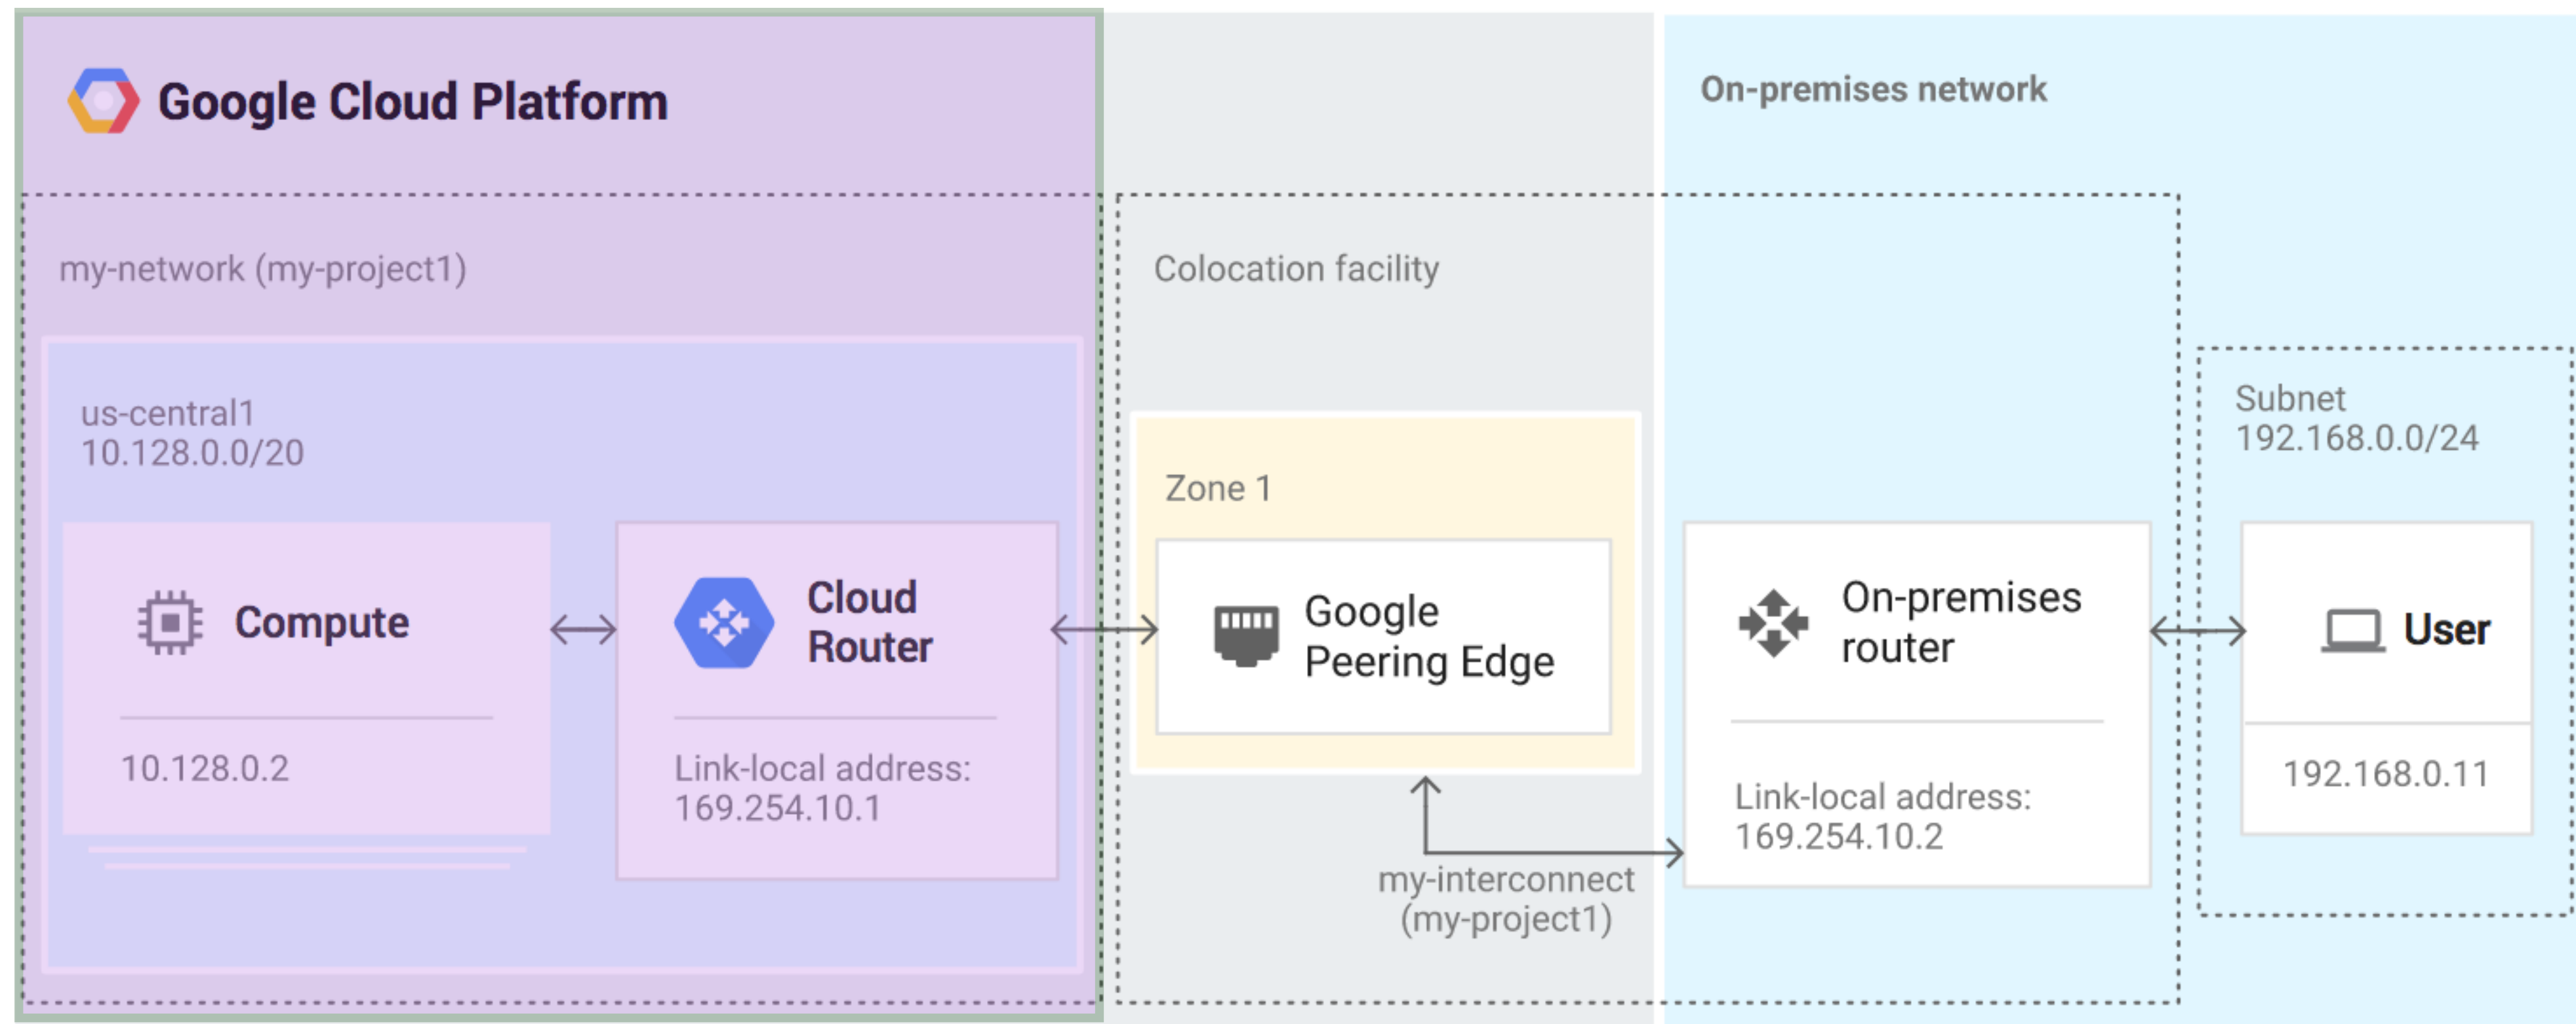 Google Cloud Platform
my-network (my-project1)
us-central1
10.128.0.0/20
Compute
10.128.0.2
Cloud
Router
Link-local address:
169.254.10.1
Colocation facility
Zone 1
Google
Peering Edge
my-interconnect
(my-project1)
On-premises network
On-premises
router
Link-local address:
169.254.10.2
Subnet
192.168.0.0/24
User
192.168.0.11